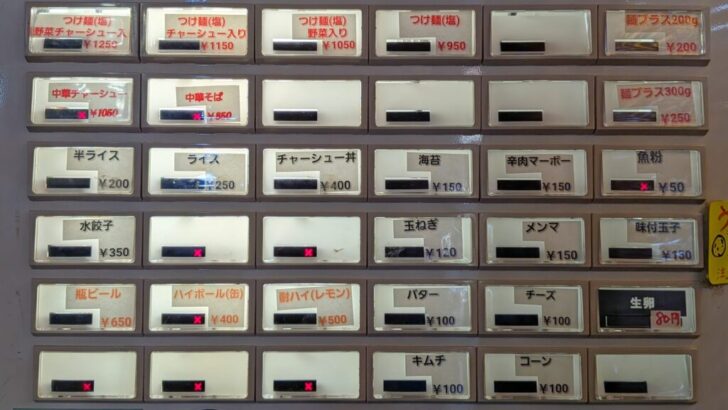 つけ麺(塩)
野菜チャーシュー入
￥1250
つけ麺(塩)
チャーシュー入り
￥1150
つけ麺(塩)
野菜入り
￥1050
つけ麺(塩)
￥950
麺プラス200g
￥200
中華チャーシュー
￥1050
中華そば
￥850
麺プラス300g
￥250
半ライス
￥200
ライス
￥250
チャーシュー丼
￥400
海苔
￥150
辛肉マーボー
￥150
魚粉
￥50
水餃子
￥350
玉ねぎ
￥120
メンマ
￥150
味付玉子
￥130
瓶ビール
￥650
ハイボール(缶)
￥400
酎ハイ(レモン)
￥500
バター
￥100
チーズ
￥100
生卵
80円
キムチ
￥100
コーン
￥100